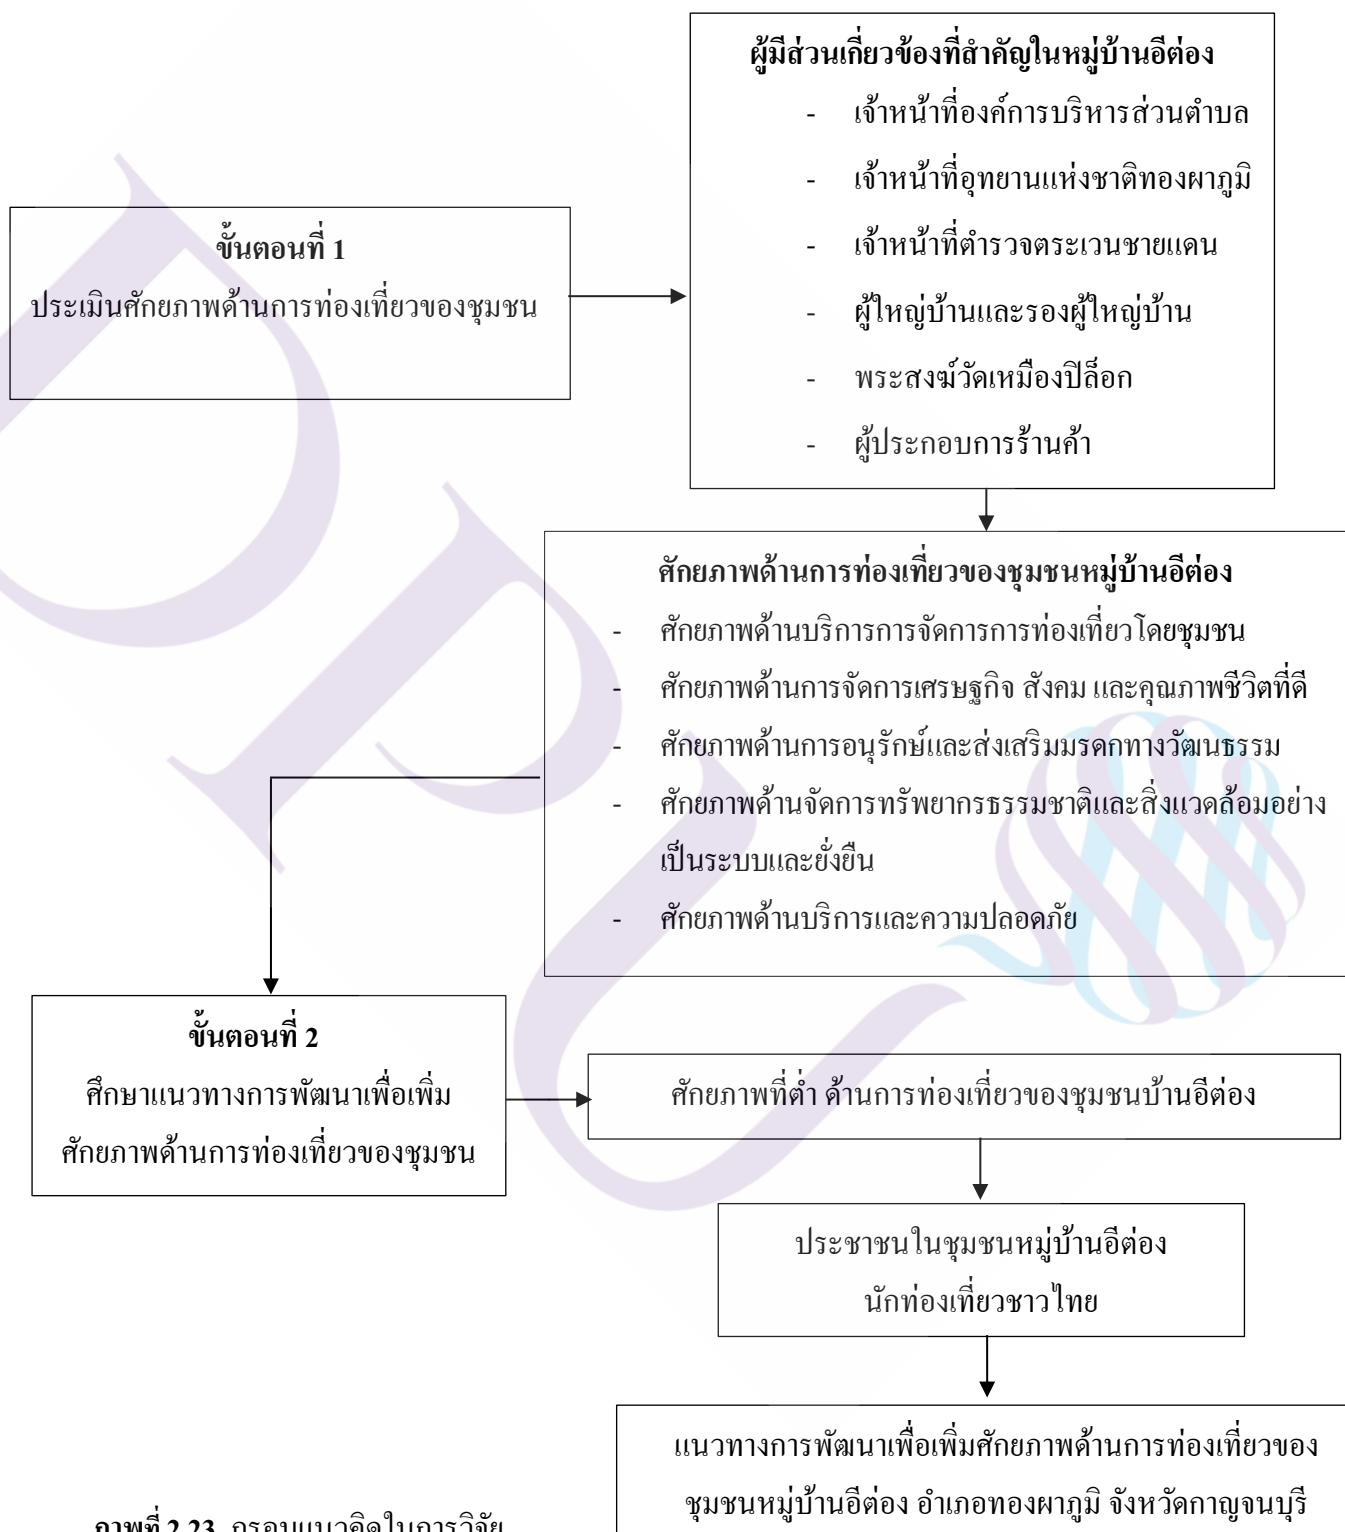 ผู้มีส่วนเกี่ยวข้องที่สำคัญในหมู่บ้านอีต่อง
- เจ้าหน้าที่องค์การบริหารส่วนตำบล
- เจ้าหน้าที่อุทยานแห่งชาติทองผาภูมิ
- เจ้าหน้าที่ตำรวจตระเวนชายแดน
- ผู้ใหญ่บ้านและรองผู้ใหญ่บ้าน
- พระสงฆ์วัดเหมืองปิล็อก
- ผู้ประกอบการร้านค้า
ขั้นตอนที่ 1
ประเมินศักยภาพด้านการท่องเที่ยวของชุมชน
ศักยภาพด้านการท่องเที่ยวของชุมชนหมู่บ้านอีต่อง
- ศักยภาพด้านบริการการจัดการการท่องเที่ยวโดยชุมชน
- ศักยภาพด้านการจัดการเศรษฐกิจ สังคม และคุณภาพชีวิตที่ดี
- ศักยภาพด้านการอนุรักษ์และส่งเสริมมรดกทางวัฒนธรรม
- ศักยภาพด้านจัดการทรัพยากรธรรมชาติและสิ่งแวดล้อมอย่าง
เป็นระบบและยั่งยืน
- ศักยภาพด้านบริการและความปลอดภัย
ขั้นตอนที่ 2
ศึกษาแนวทางการพัฒนาเพื่อเพิ่ม
ศักยภาพด้านการท่องเที่ยวของชุมชน
ศักยภาพที่ต่ำ ด้านการท่องเที่ยวของชุมชนบ้านอีต่อง
ประชาชนในชุมชนหมู่บ้านอีต่อง
นักท่องเที่ยวชาวไทย
แนวทางการพัฒนาเพื่อเพิ่มศักยภาพด้านการท่องเที่ยวของ
ชุมชนหมู่บ้านอีต่อง อำเภอทองผาภูมิ จังหวัดกาญจนบุรี
ภาพที่ 2.23 กรอบแนวคิดในการวิจัย
DPU